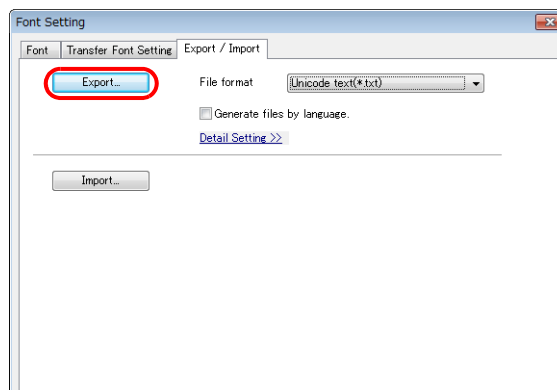 Font Setting
Font Transfer Font Setting Export / Import
Export... File format Unicode text(*.txt)
Generate files by language.
Detail Setting >>
Import...